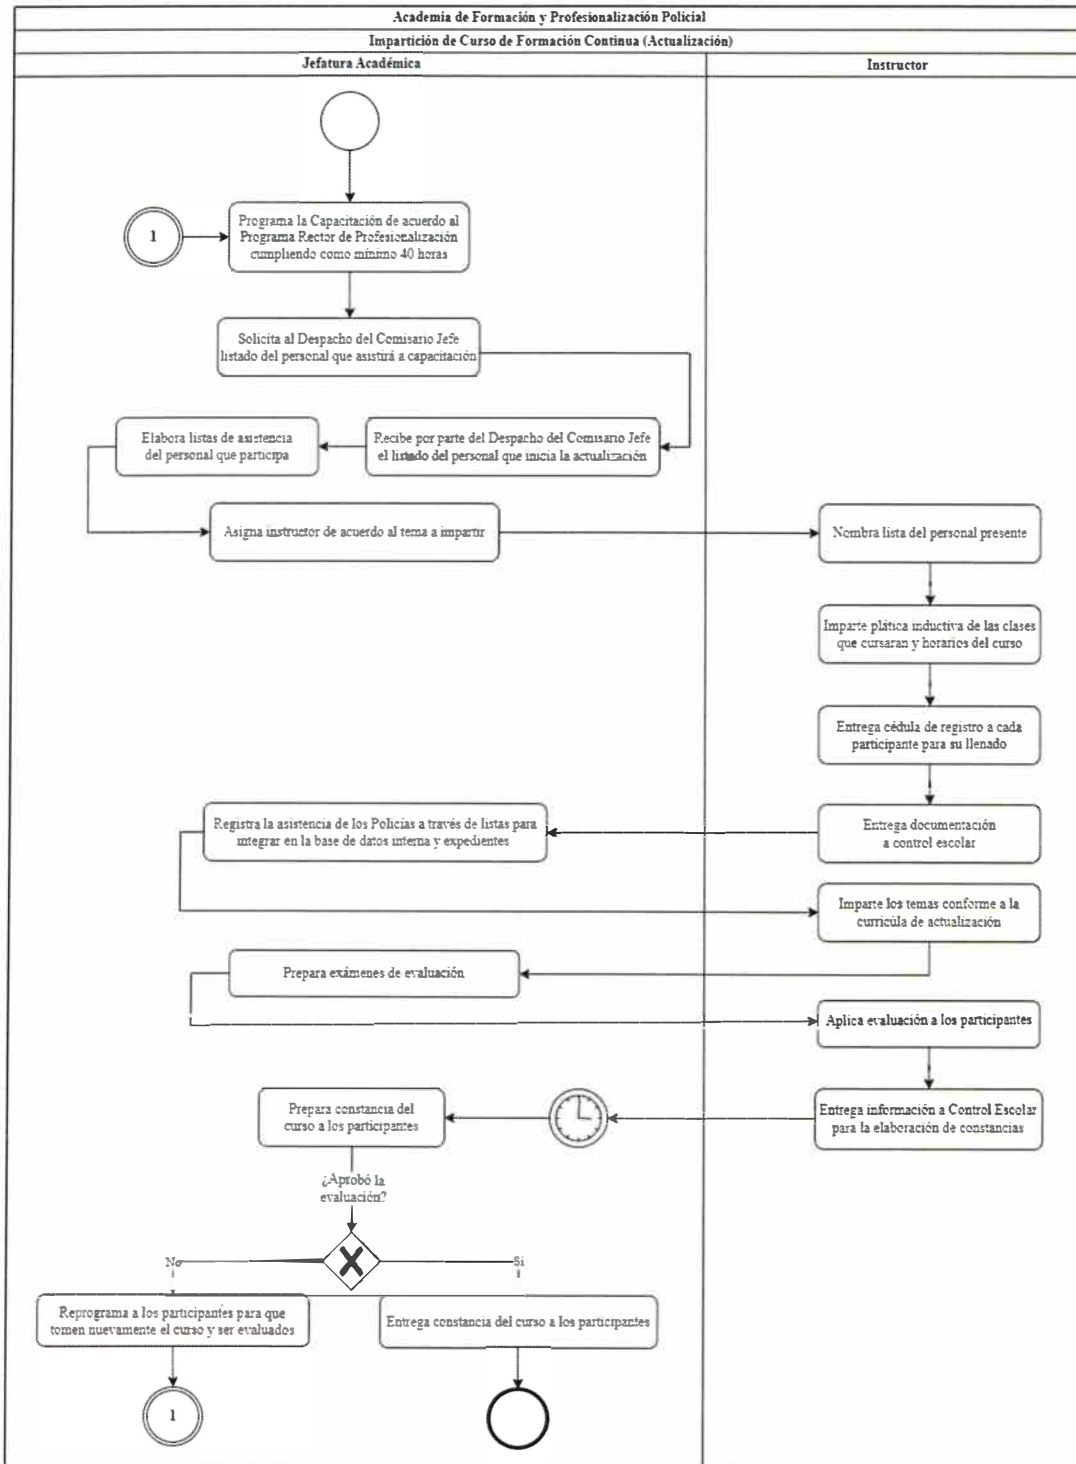 Academia de Formación y Profesionalización Policial
Impartición de Curso de Formación Continua (Actualización)
Jefatura Académica
Instructor
1
Programa la Capacitación de acuerdo al
Programa Rector de Profesionalización
cumpliendo como mínimo 40 horas
Solicita al Despacho del Comisario Jefe
listado del personal que asistirá a capacitación
Elabora listas de asistencia
del personal que participa
Recibe por parte del Despacho del Comisario Jefe
el listado del personal que inicia la actualización
Asigna instructor de acuerdo al tema a impartir
Nombra lista del personal presente
Imparte plática inductiva de las clases
que cursaran y horarios del curso
Entrega cédula de registro a cada
participante para su llenado
Registra la asistencia de los Policías a través de listas para
integrar en la base de datos interna y expedientes
Entrega documentación
a control escolar
Imparte los temas conforme a la
curricúla de actualización
Prepara exámenes de evaluación
Aplica evaluación a los participantes
Prepara constancia del
curso a los participantes
Entrega información a Control Escolar
para la elaboración de constancias
¿Aprobó la
evaluación?
No
Si
Reprograma a los participantes para que
tomen nuevamente el curso y ser evaluados
Entrega constancia del curso a los participantes
1